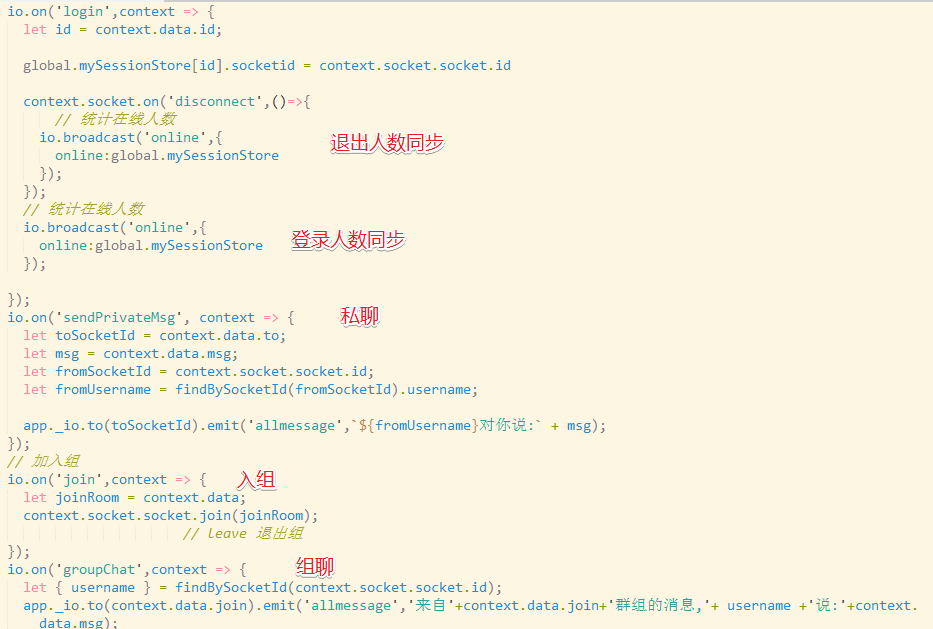 io.on('login',context => {
let id = context.data.id;
global.mySessionStore[id].socketid = context.socket.socket.id
context.socket.on('disconnect',()=>{
// 统计在线人数
io.broadcast('online',{
退出人数同步
online:global.mySessionStore
});
});
// 统计在线人数
io.broadcast('online',{
online:global.mySessionStore
登录人数同步
});
});
io.on('sendPrivateMsg', context => {
私聊
let toSocketId = context.data.to;
let msg = context.data.msg;
let fromSocketId = context.socket.socket.id;
let fromUsername = findBySocketId(fromSocketId).username;
app._io.to(toSocketId).emit('allmessage',`${fromUsername}对你说:` + msg);
});
// 加入组
io.on('join',context => {
入组
let joinRoom = context.data;
context.socket.socket.join(joinRoom);
// leave 退出组
});
io.on('groupChat',context => {
组聊
let { username } = findBySocketId(context.socket.socket.id);
app._io.to(context.data.join).emit('allmessage','来自'+context.data.join+'群组的消息,'+ username +'说:'+context.
data.msg);